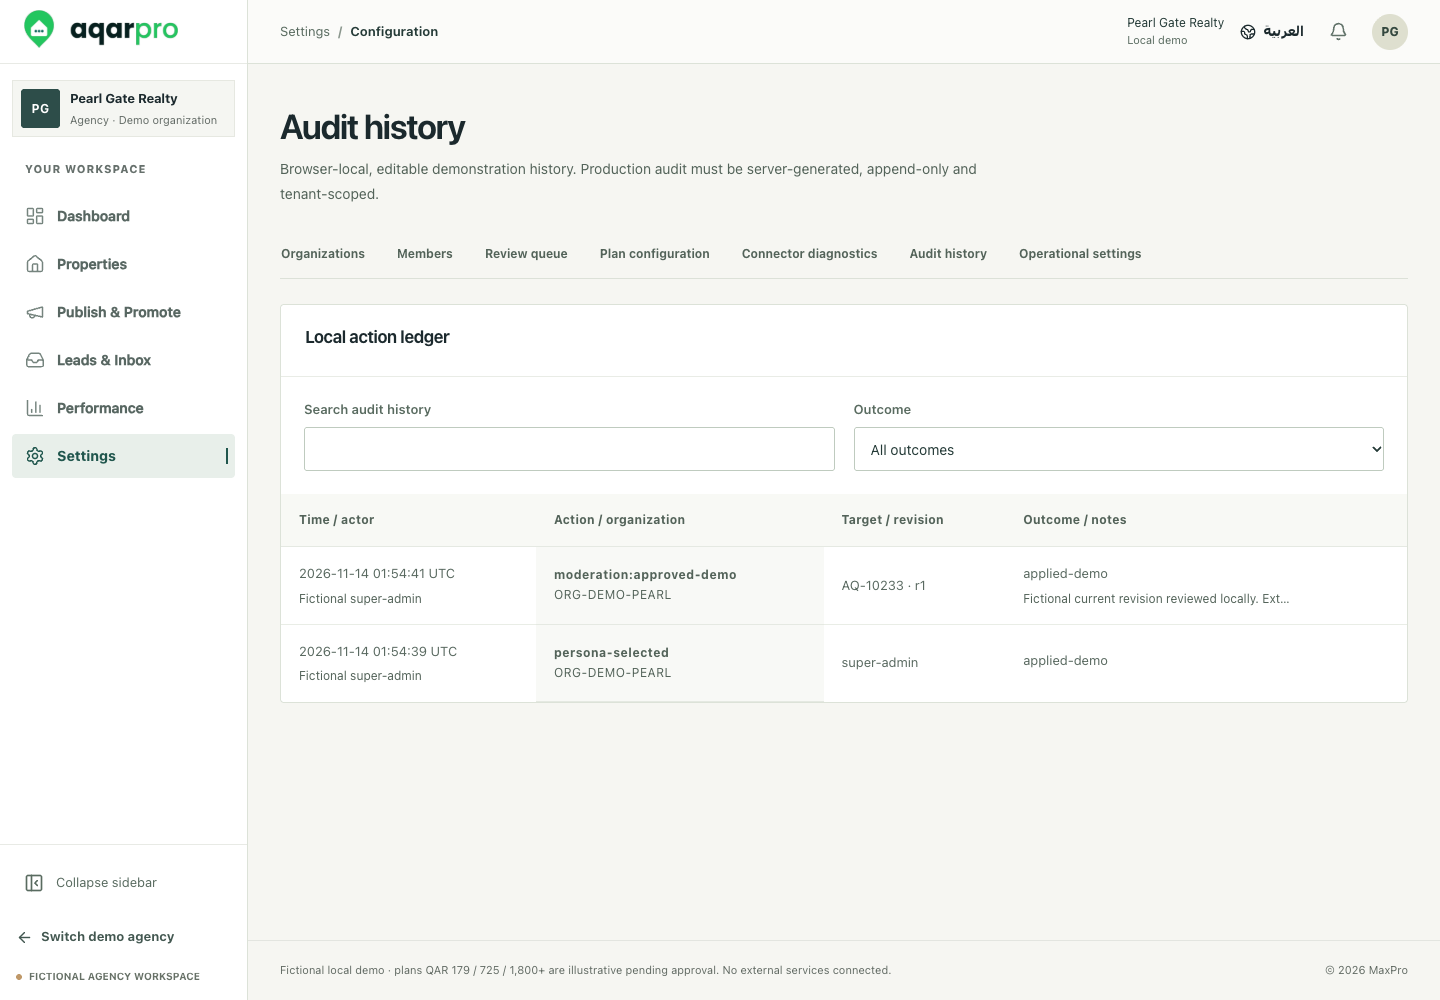 aqarpro
Settings / Configuration
Pearl Gate Realty
Local demo
العربية
PG
PG
Pearl Gate Realty
Agency · Demo organization
YOUR WORKSPACE
Dashboard
Properties
Publish & Promote
Leads & Inbox
Performance
Settings
Collapse sidebar
Switch demo agency
FICTIONAL AGENCY WORKSPACE
Audit history
Browser-local, editable demonstration history. Production audit must be server-generated, append-only and
tenant-scoped.
Organizations Members Review queue Plan configuration Connector diagnostics Audit history Operational settings
Local action ledger
Search audit history
Outcome
All outcomes
Time / actor Action / organization Target / revision Outcome / notes
2026-11-14 01:54:41 UTC
Fictional super-admin
moderation:approved-demo
ORG-DEMO-PEARL
AQ-10233 · r1
applied-demo
Fictional current revision reviewed locally. Ext...
2026-11-14 01:54:39 UTC
Fictional super-admin
persona-selected
ORG-DEMO-PEARL
super-admin
applied-demo
Fictional local demo · plans QAR 179 / 725 / 1,800+ are illustrative pending approval. No external services connected.
© 2026 MaxPro